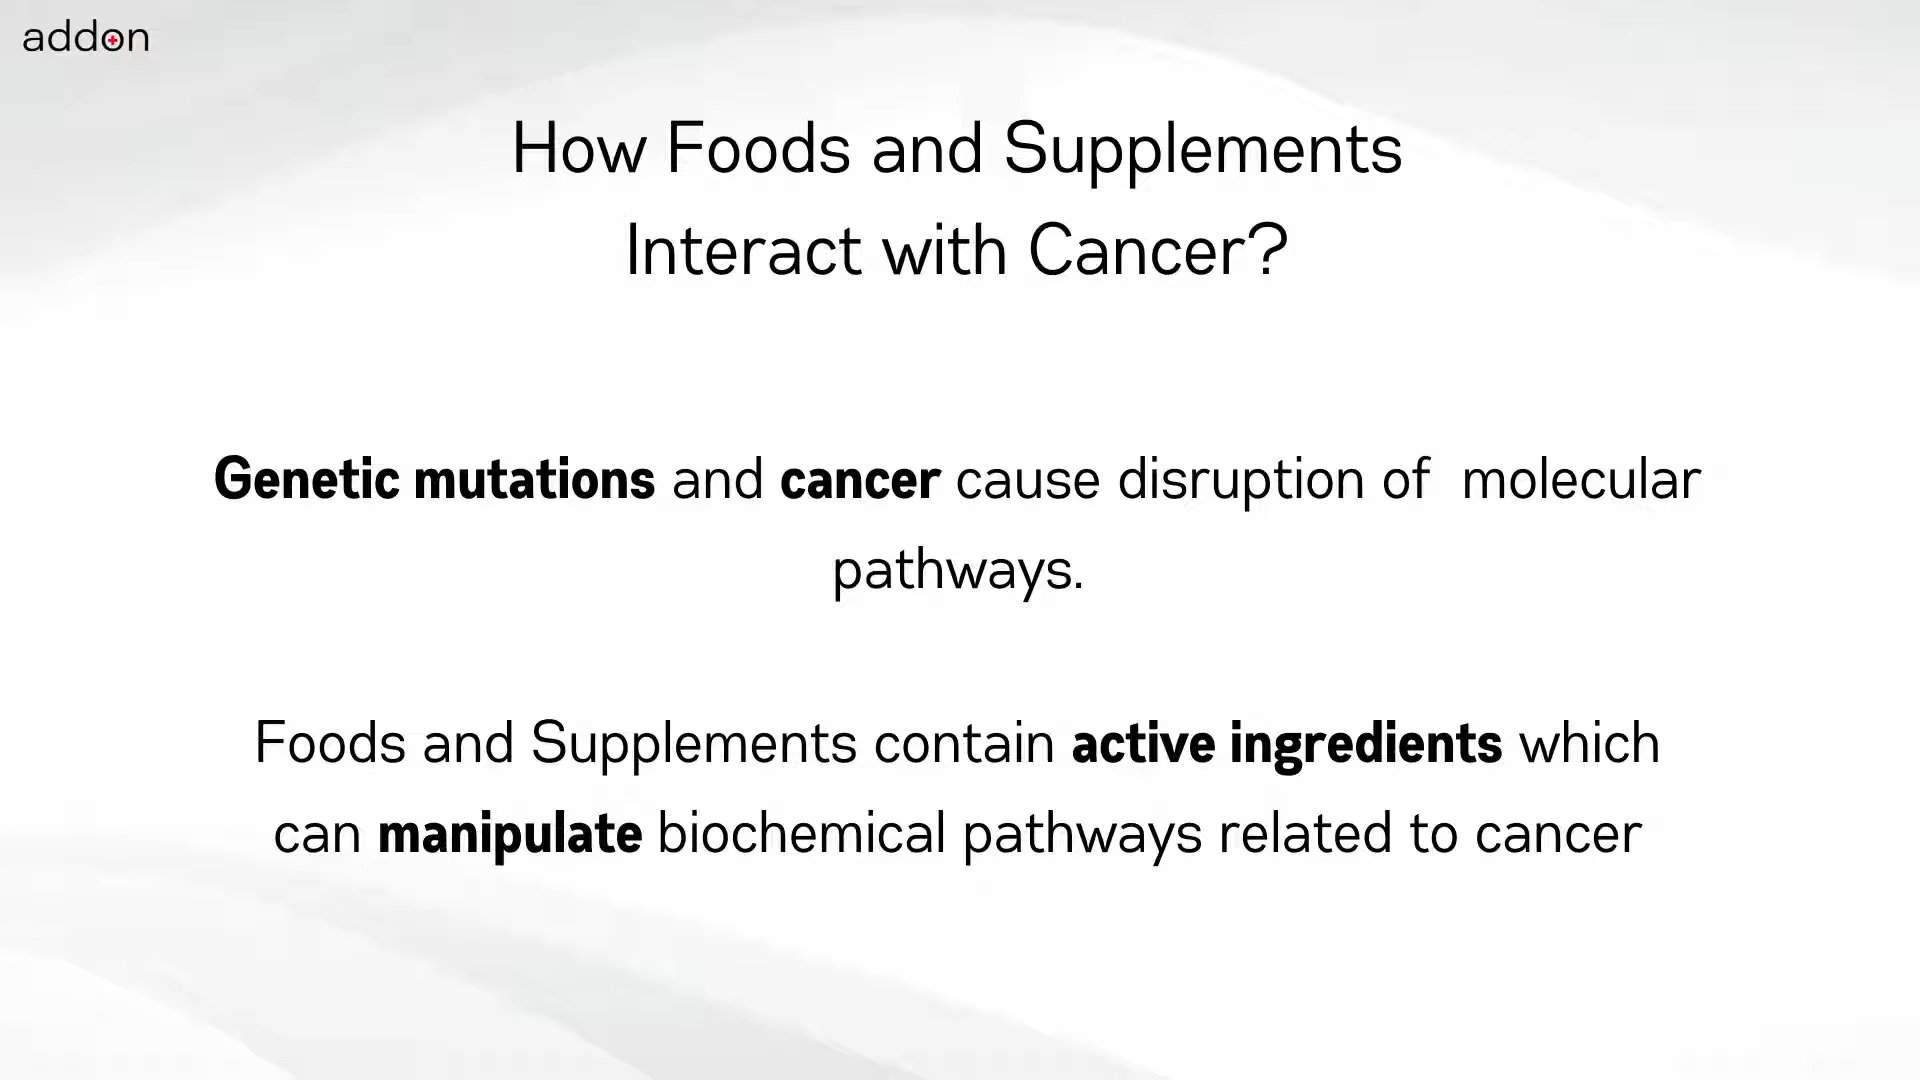 addon
How Foods and Supplements
Interact with Cancer?
Genetic mutations and cancer cause disruption of  molecular
pathways.
Foods and Supplements contain active ingredients which
can manipulate biochemical pathways related to cancer